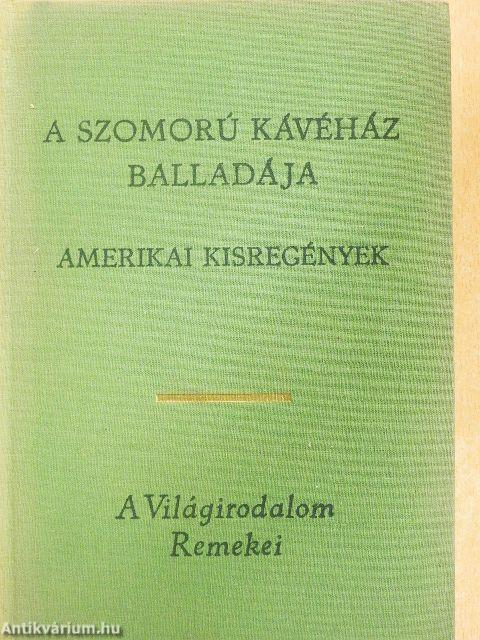 A SZOMORÚ KÁVÉHÁZ
BALLADÁJA
AMERIKAI KISREGÉNYEK
A Világirodalom
Remekei
Antikvárium.hu